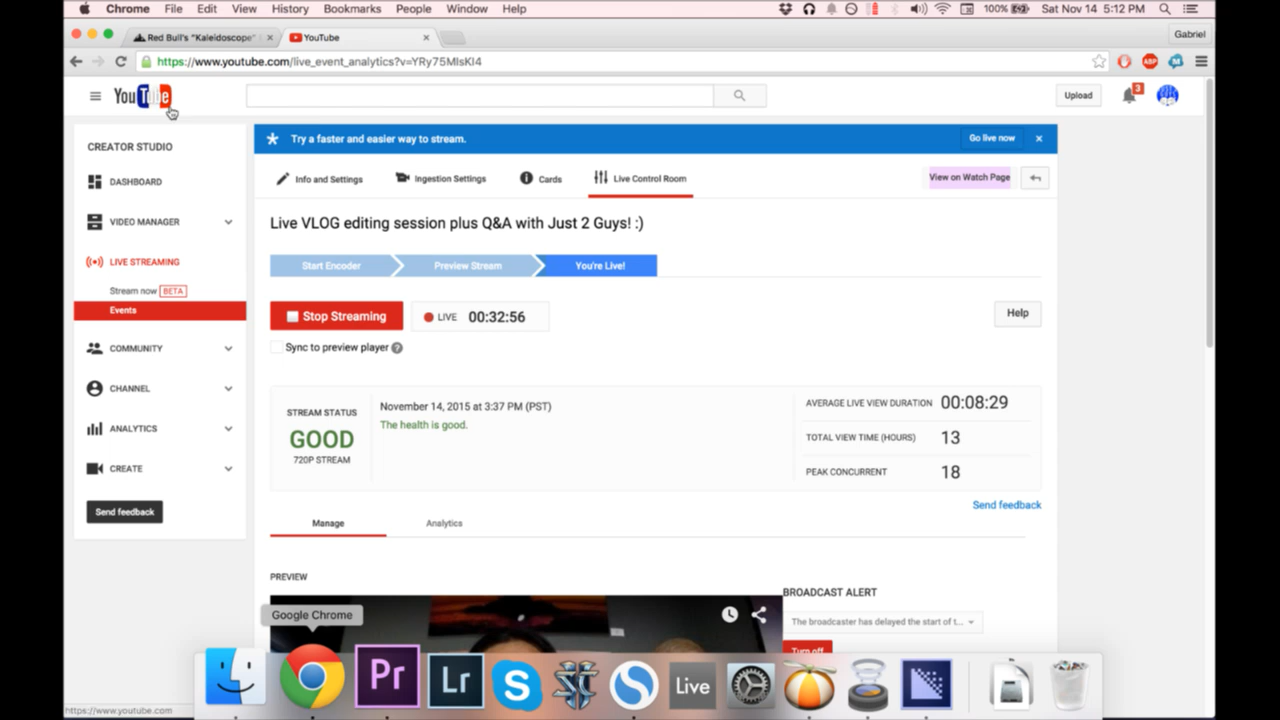 Chrome File Edit View History Bookmarks People Window Help 100% Sat Nov 14 5:12 PM
Red Bull's "Kaleidoscope" YouTube Gabriel
https://www.youtube.com/live_event_analytics?v=YRy75MIsKI4 ABP
YouTube Upload 3
CREATOR STUDIO
DASHBOARD
VIDEO MANAGER
LIVE STREAMING
Stream now BETA
Events
COMMUNITY
CHANNEL
ANALYTICS
CREATE
Send feedback
Try a faster and easier way to stream. Go live now
Info and Settings Ingestion Settings Cards Live Control Room View on Watch Page
Live VLOG editing session plus Q&A with Just 2 Guys! :)
Start Encoder Preview Stream You're Live!
Stop Streaming LIVE 00:32:56 Help
Sync to preview player ?
STREAM STATUS
GOOD
720P STREAM
November 14, 2015 at 3:37 PM (PST)
The health is good.
AVERAGE LIVE VIEW DURATION 00:08:29
TOTAL VIEW TIME (HOURS) 13
PEAK CONCURRENT 18
Send feedback
Manage Analytics
PREVIEW
BROADCAST ALERT
The broadcaster has delayed the start of t...
Turn off
Google Chrome
Pr Lr Live
https://www.youtube.com